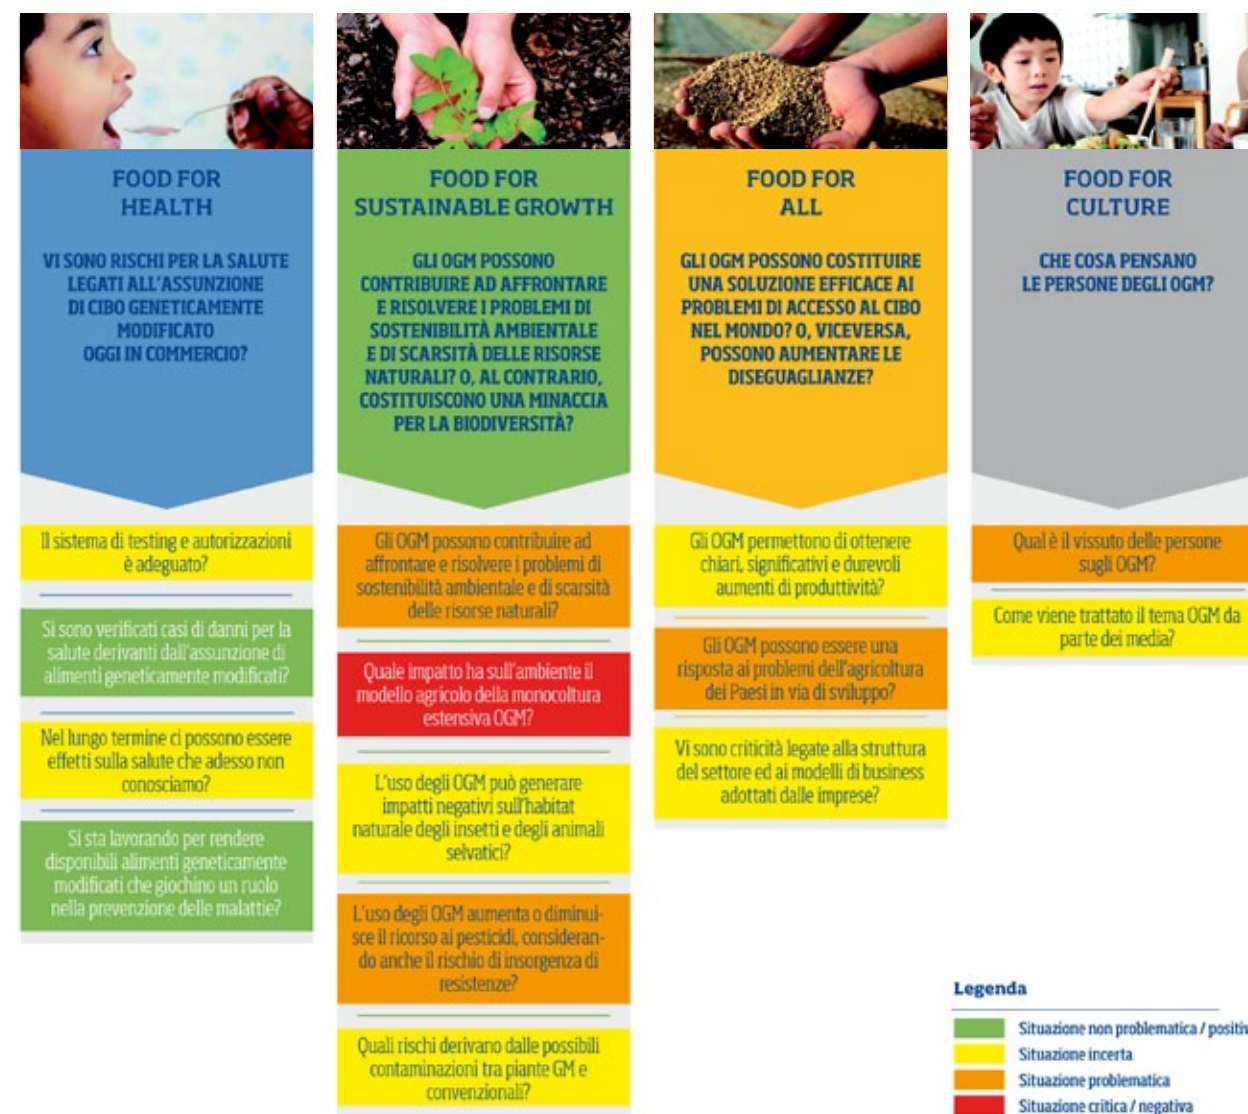 FOOD FOR
HEALTH
VI SONO RISCHI PER LA SALUTE
LEGATI ALL'ASSUNZIONE
DI CIBO GENETICAMENTE
MODIFICATO
OGGI IN COMMERCIO?
Il sistema di testing e autorizzazioni
è adeguato?
Si sono verificati casi di danni per la
salute derivanti dall'assunzione di
alimenti geneticamente modificati?
Nel lungo termine ci possono essere
effetti sulla salute che adesso non
conosciamo?
Si sta lavorando per rendere
disponibili alimenti geneticamente
modificati che giochino un ruolo
nella prevenzione delle malattie?
FOOD FOR
SUSTAINABLE GROWTH
GLI OGM POSSONO
CONTRIBUIRE AD AFFRONTARE
E RISOLVERE I PROBLEMI DI
SOSTENIBILITÀ AMBIENTALE
E DI SCARSITÀ DELLE RISORSE
NATURALI? O, AL CONTRARIO,
COSTITUISCONO UNA MINACCIA
PER LA BIODIVERSITÀ?
Gli OGM possono contribuire ad
affrontare e risolvere i problemi di
sostenibilità ambientale e di scarsità
delle risorse naturali?
Quale impatto ha sull'ambiente il
modello agricolo della monocoltura
estensiva OGM?
L'uso degli OGM può generare
impatti negativi sull'habitat
naturale degli insetti e degli animali
selvatici?
L'uso degli OGM aumenta o diminui-
sce il ricorso ai pesticidi, consideran-
do anche il rischio di insorgenza di
resistenze?
Quali rischi derivano dalle possibili
contaminazioni tra piante GM e
convenzionali?
FOOD FOR
ALL
GLI OGM POSSONO COSTITUIRE
UNA SOLUZIONE EFFICACE AI
PROBLEMI DI ACCESSO AL CIBO
NEL MONDO? O, VICEVERSA,
POSSONO AUMENTARE LE
DISEGUAGLIANZE?
Gli OGM permettono di ottenere
chiari, significativi e durevoli
aumenti di produttività?
Gli OGM possono essere una
risposta ai problemi dell'agricoltura
dei Paesi in via di sviluppo?
Vi sono criticità legate alla struttura
del settore ed ai modelli di business
adottati dalle imprese?
FOOD FOR
CULTURE
CHE COSA PENSANO
LE PERSONE DEGLI OGM?
Qual è il vissuto delle persone
sugli OGM?
Come viene trattato il tema OGM da
parte dei media?
Legenda
Situazione non problematica / positiv
Situazione incerta
Situazione problematica
Situazione critica / negativa